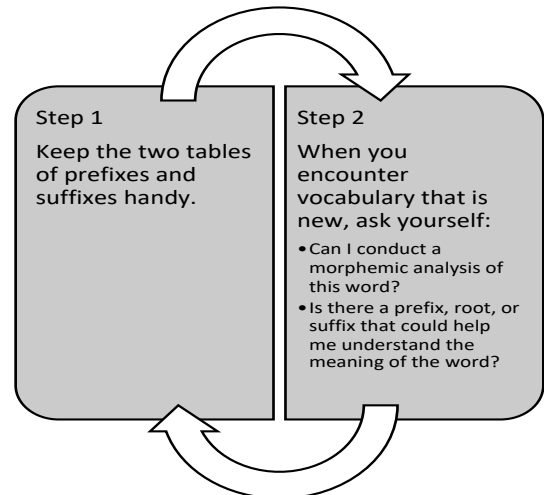 Step 1
Keep the two tables
of prefixes and
suffixes handy.
Step 2
When you
encounter
vocabulary that is
new, ask yourself:
•Can I conduct a
morphemic analysis of
this word?
•Is there a prefix, root, or
suffix that could help
me understand the
meaning of the word?